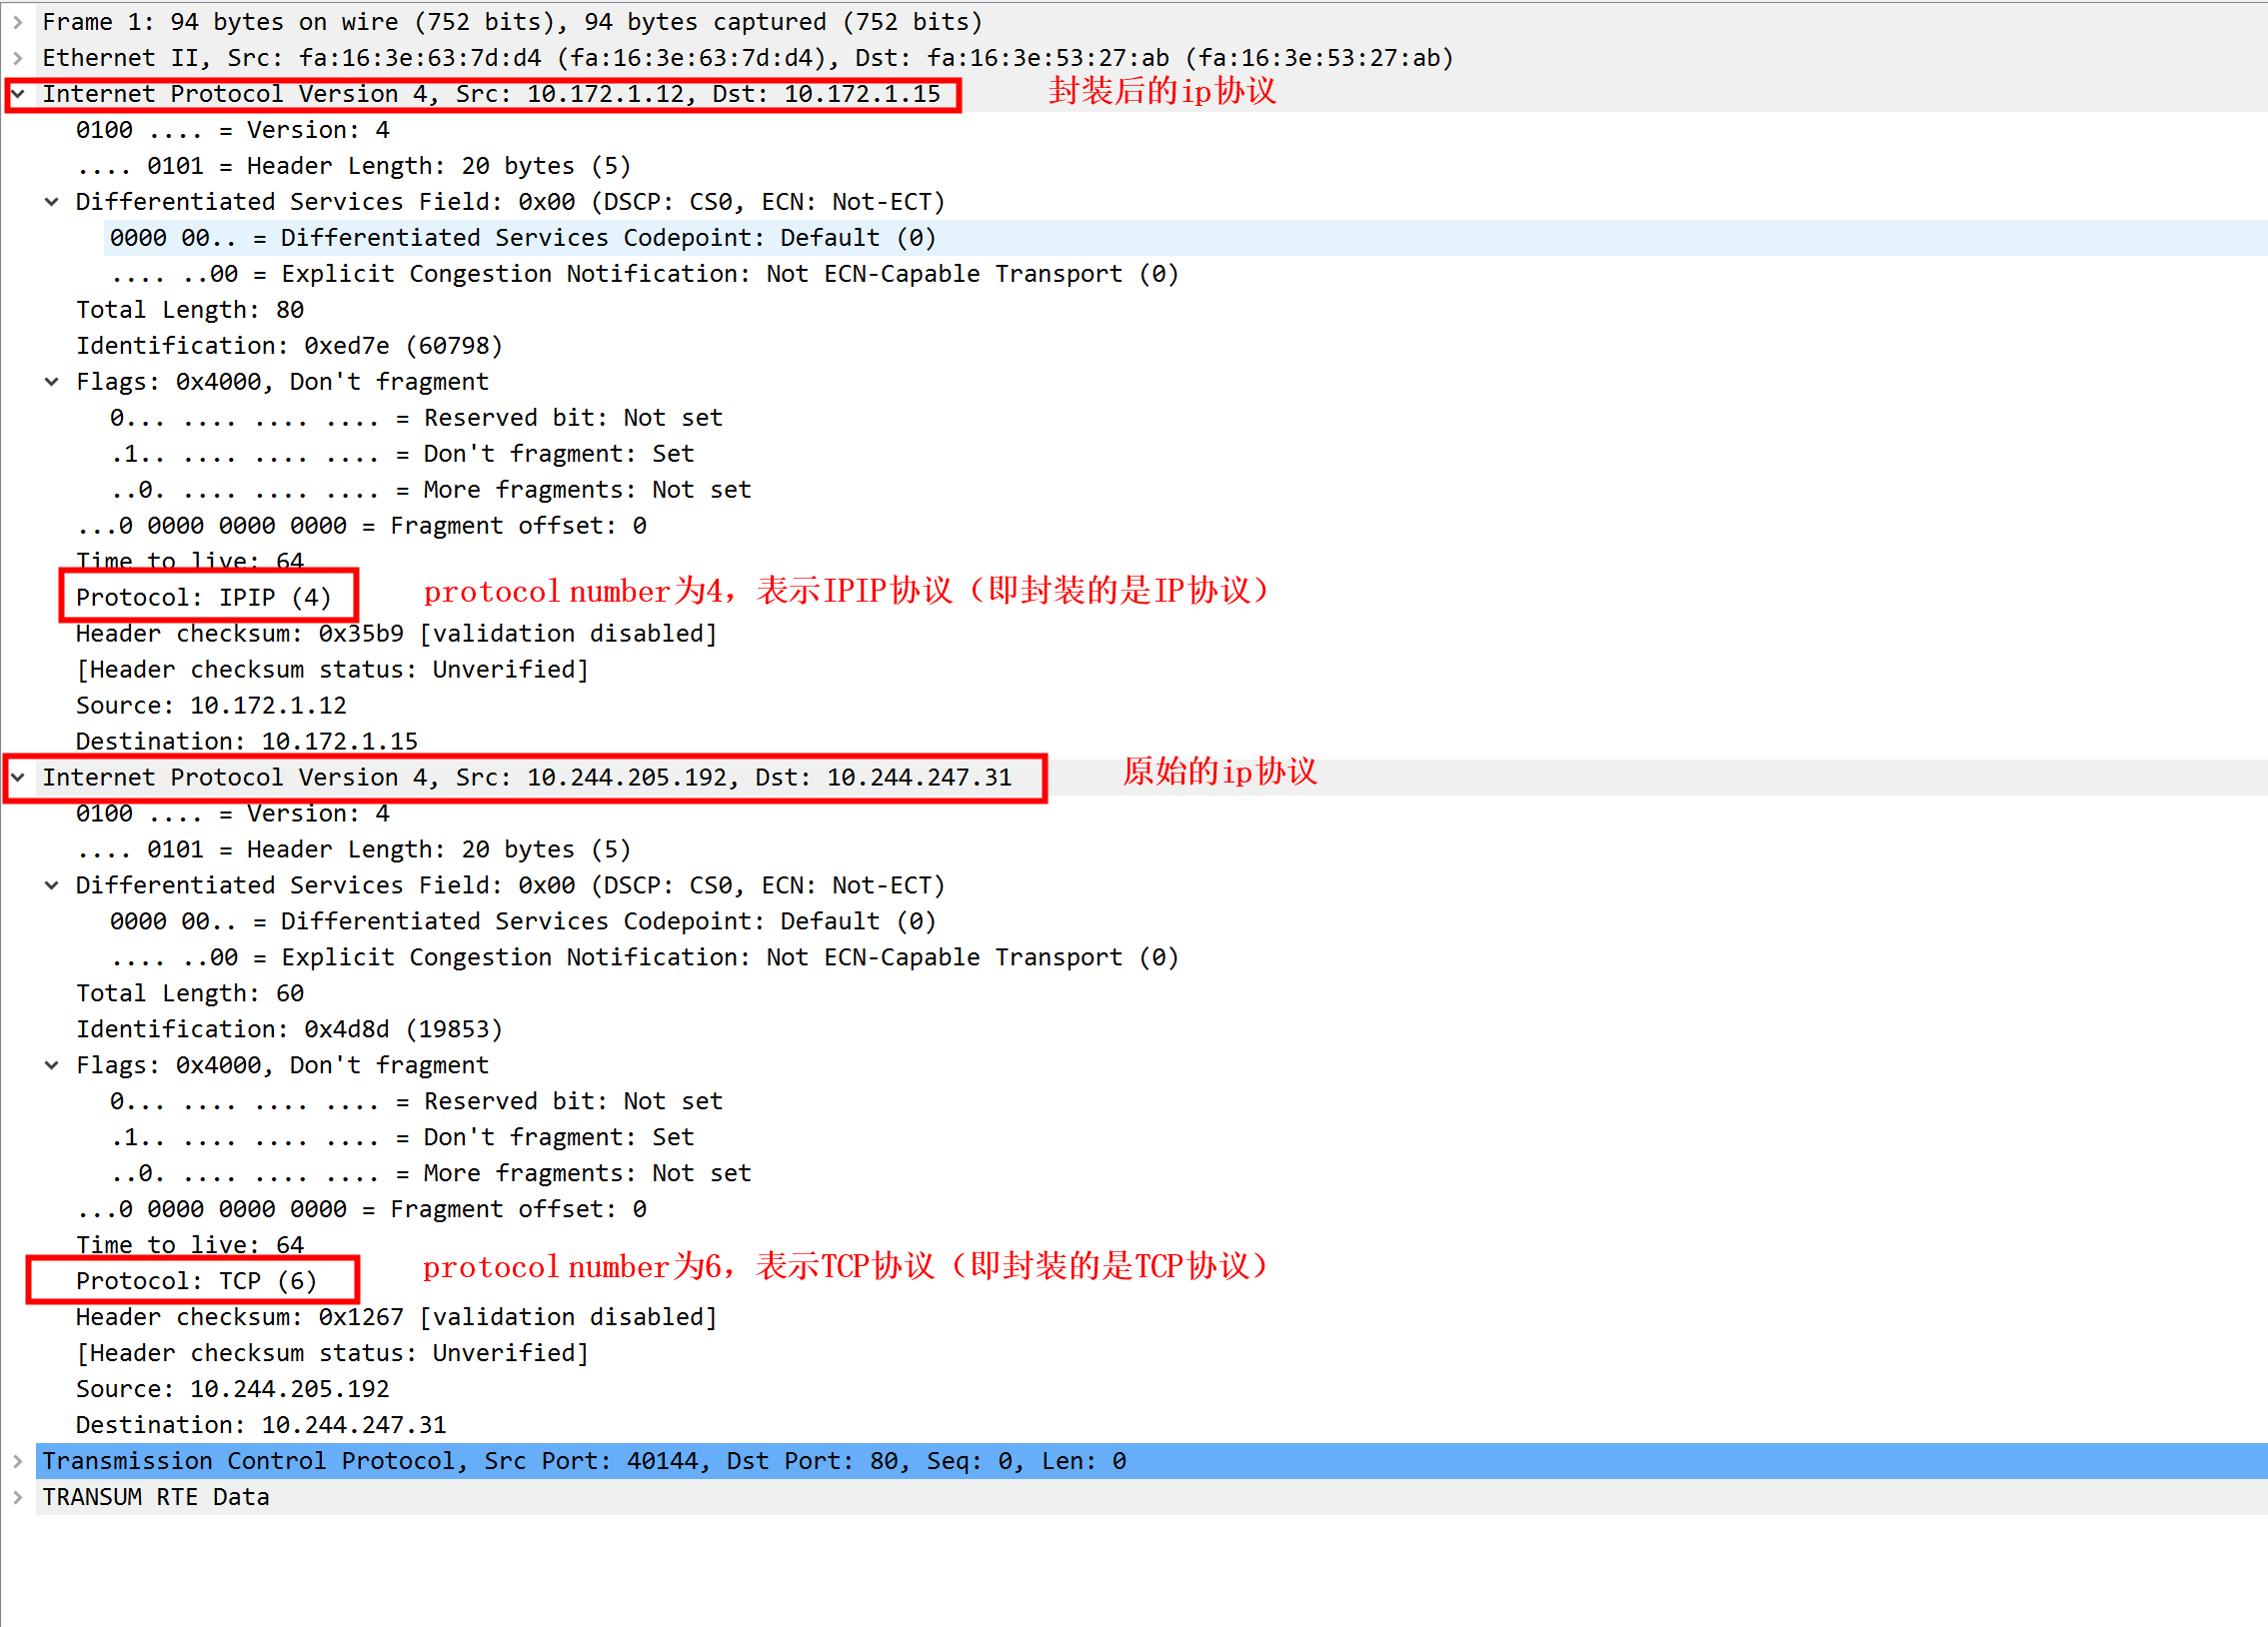 Frame 1: 94 bytes on wire (752 bits), 94 bytes captured (752 bits)
Ethernet II, Src: fa:16:3e:63:7d:d4 (fa:16:3e:63:7d:d4), Dst: fa:16:3e:53:27:ab (fa:16:3e:53:27:ab)
Internet Protocol Version 4, Src: 10.172.1.12, Dst: 10.172.1.15 封装后的ip协议
0100 .... = Version: 4
.... 0101 = Header Length: 20 bytes (5)
Differentiated Services Field: 0x00 (DSCP: CS0, ECN: Not-ECT)
0000 00.. = Differentiated Services Codepoint: Default (0)
.... ..00 = Explicit Congestion Notification: Not ECN-Capable Transport (0)
Total Length: 80
Identification: 0xed7e (60798)
Flags: 0x4000, Don't fragment
0... .... .... .... = Reserved bit: Not set
.1.. .... .... .... = Don't fragment: Set
..0. .... .... .... = More fragments: Not set
...0 0000 0000 0000 = Fragment offset: 0
Time to live: 64
Protocol: IPIP (4) protocol number为4，表示IPIP协议（即封装的是IP协议）
Header checksum: 0x35b9 [validation disabled]
[Header checksum status: Unverified]
Source: 10.172.1.12
Destination: 10.172.1.15
Internet Protocol Version 4, Src: 10.244.205.192, Dst: 10.244.247.31 原始的ip协议
0100 .... = Version: 4
.... 0101 = Header Length: 20 bytes (5)
Differentiated Services Field: 0x00 (DSCP: CS0, ECN: Not-ECT)
0000 00.. = Differentiated Services Codepoint: Default (0)
.... ..00 = Explicit Congestion Notification: Not ECN-Capable Transport (0)
Total Length: 60
Identification: 0x4d8d (19853)
Flags: 0x4000, Don't fragment
0... .... .... .... = Reserved bit: Not set
.1.. .... .... .... = Don't fragment: Set
..0. .... .... .... = More fragments: Not set
...0 0000 0000 0000 = Fragment offset: 0
Time to live: 64
Protocol: TCP (6) protocol number为6，表示TCP协议（即封装的是TCP协议）
Header checksum: 0x1267 [validation disabled]
[Header checksum status: Unverified]
Source: 10.244.205.192
Destination: 10.244.247.31
Transmission Control Protocol, Src Port: 40144, Dst Port: 80, Seq: 0, Len: 0
TRANSUM RTE Data